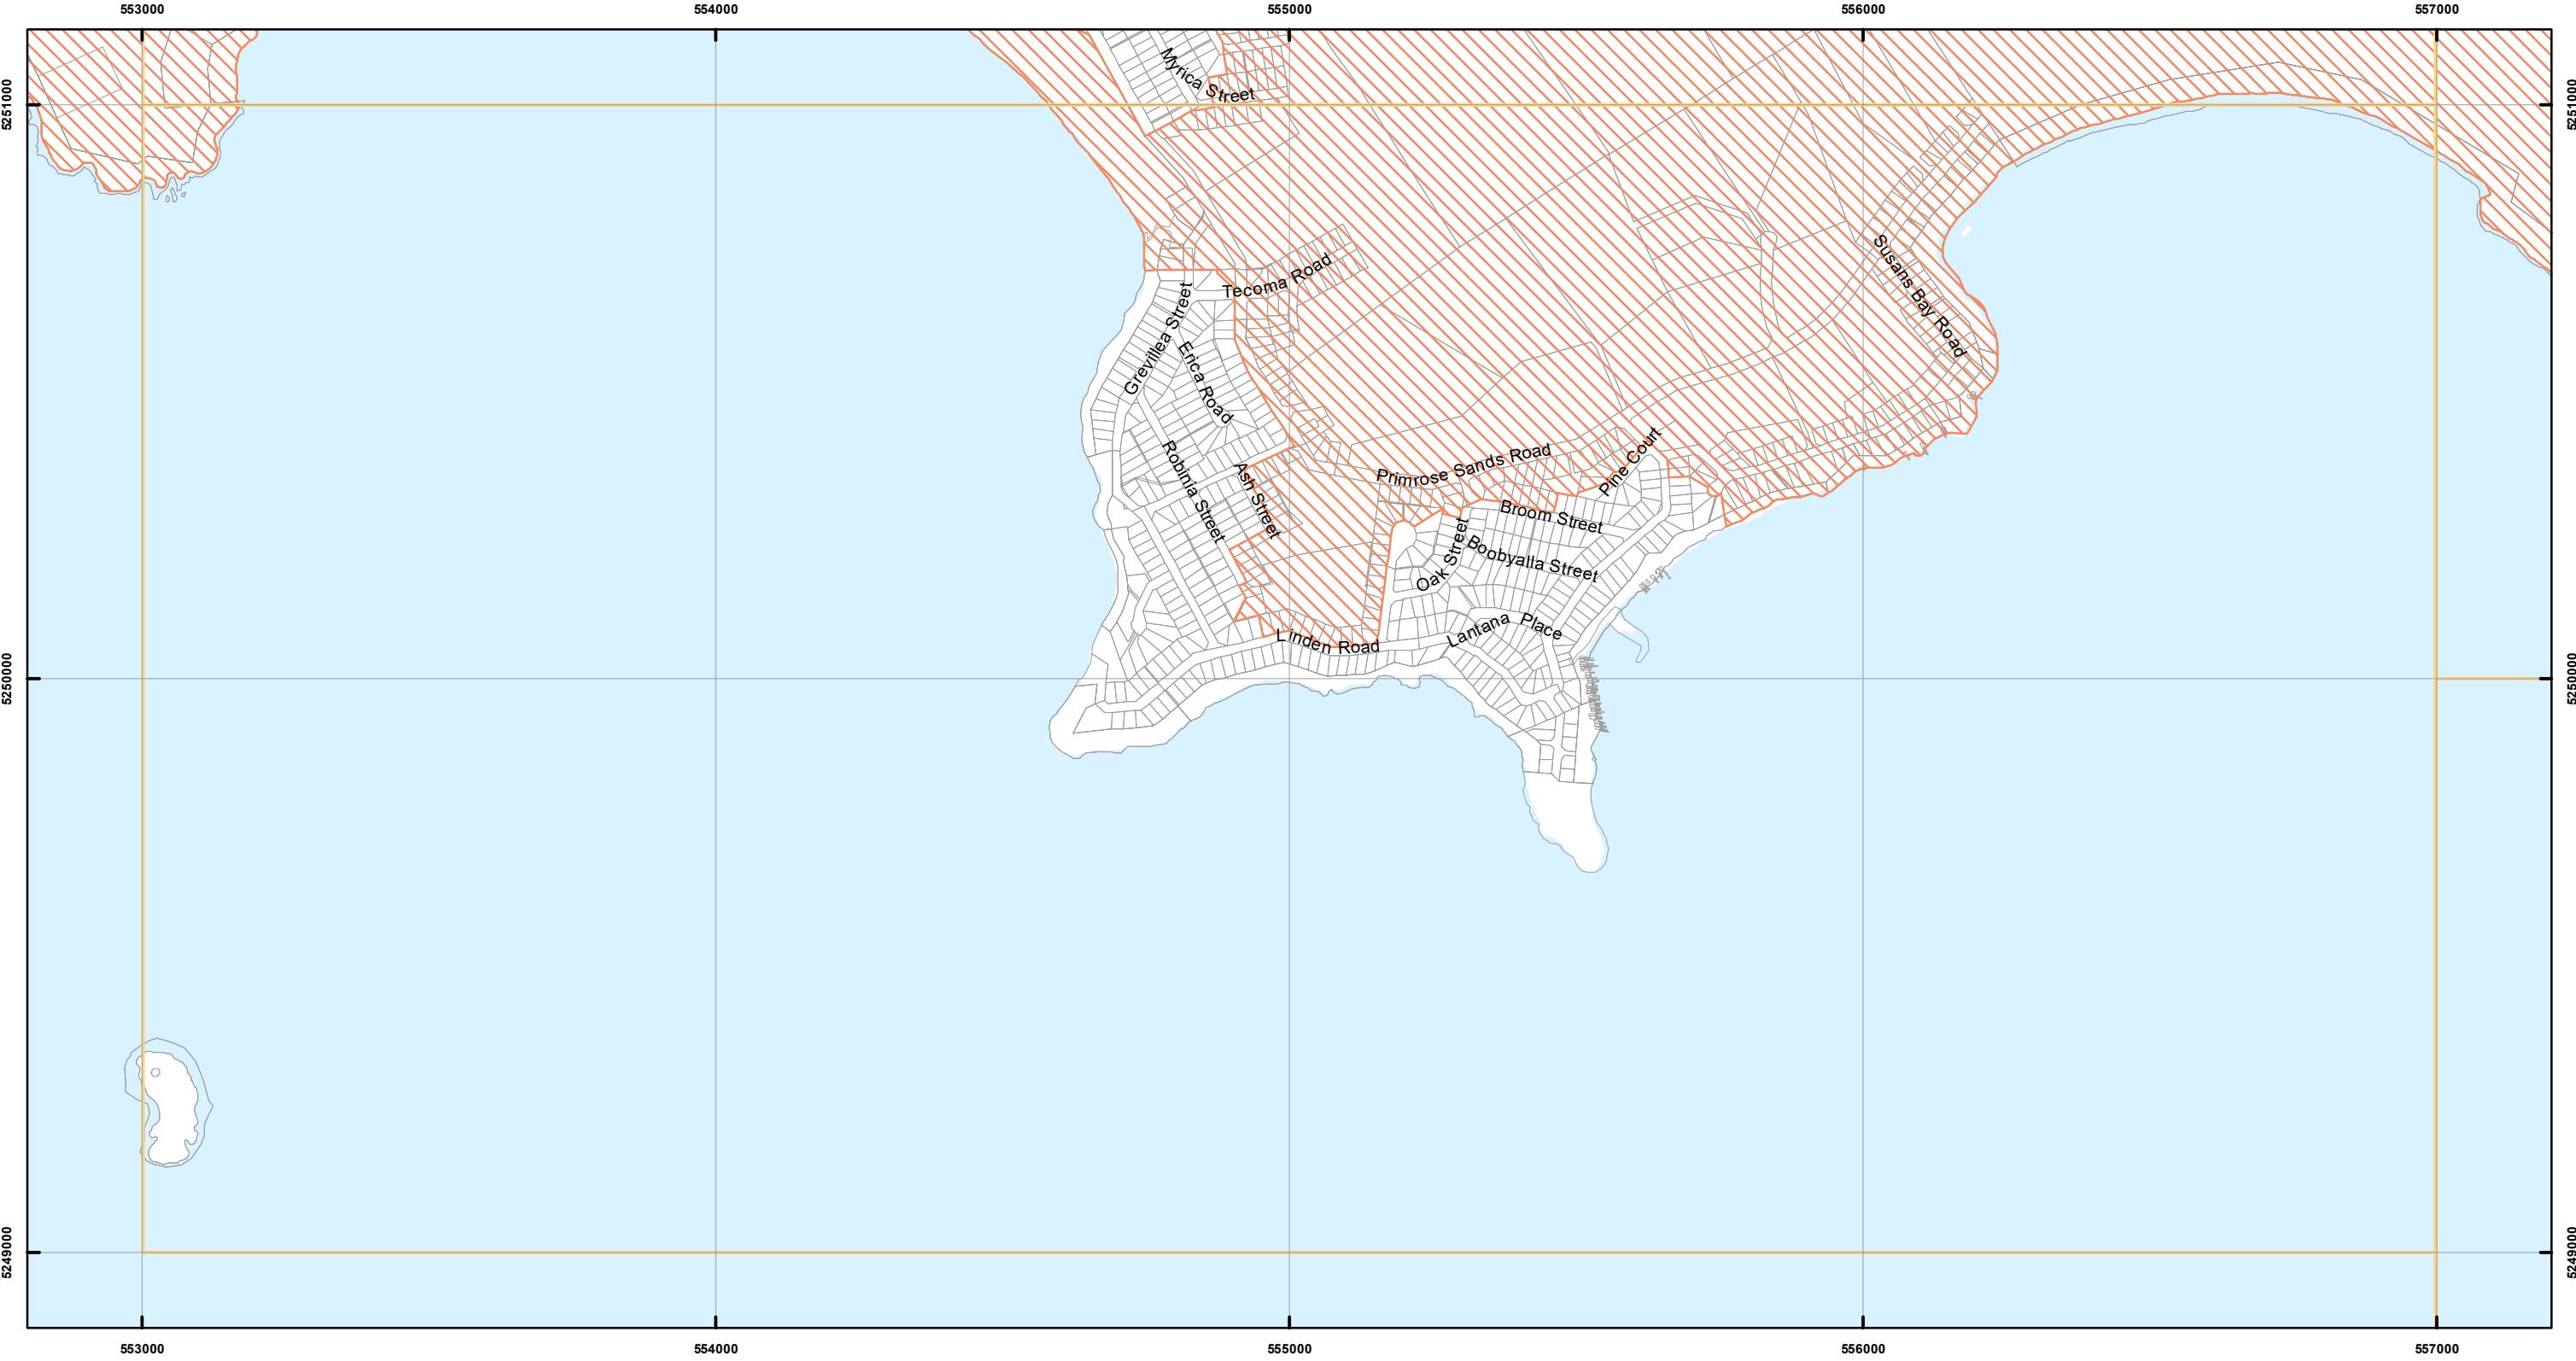 553000
554000
555000
556000
557000
5251000
5251000
Myrica Street
Susans Bay Road
Tecoma Road
Grevillea Street
Erica Road
Primrose Sands Road
Pine Court
Robinia Street
Ash Street
Broom Street
Oak Street
Boobyalla Street
Lantana Place
Linden Road
5250000
5250000
5249000
5249000
553000
554000
555000
556000
557000